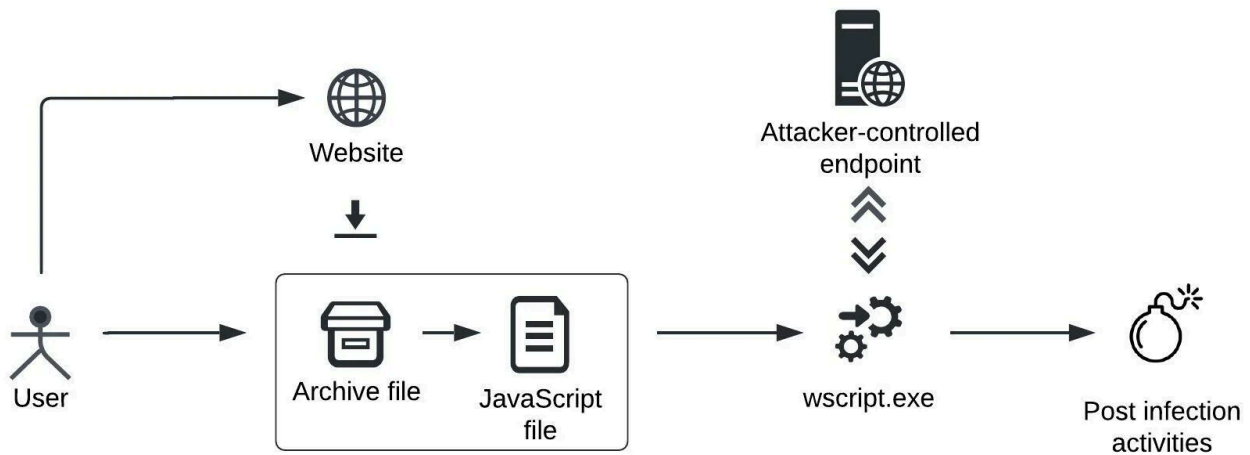 Website
Attacker-controlled
endpoint
User
Archive file
JavaScript
file
wscript.exe
Post infection
activities